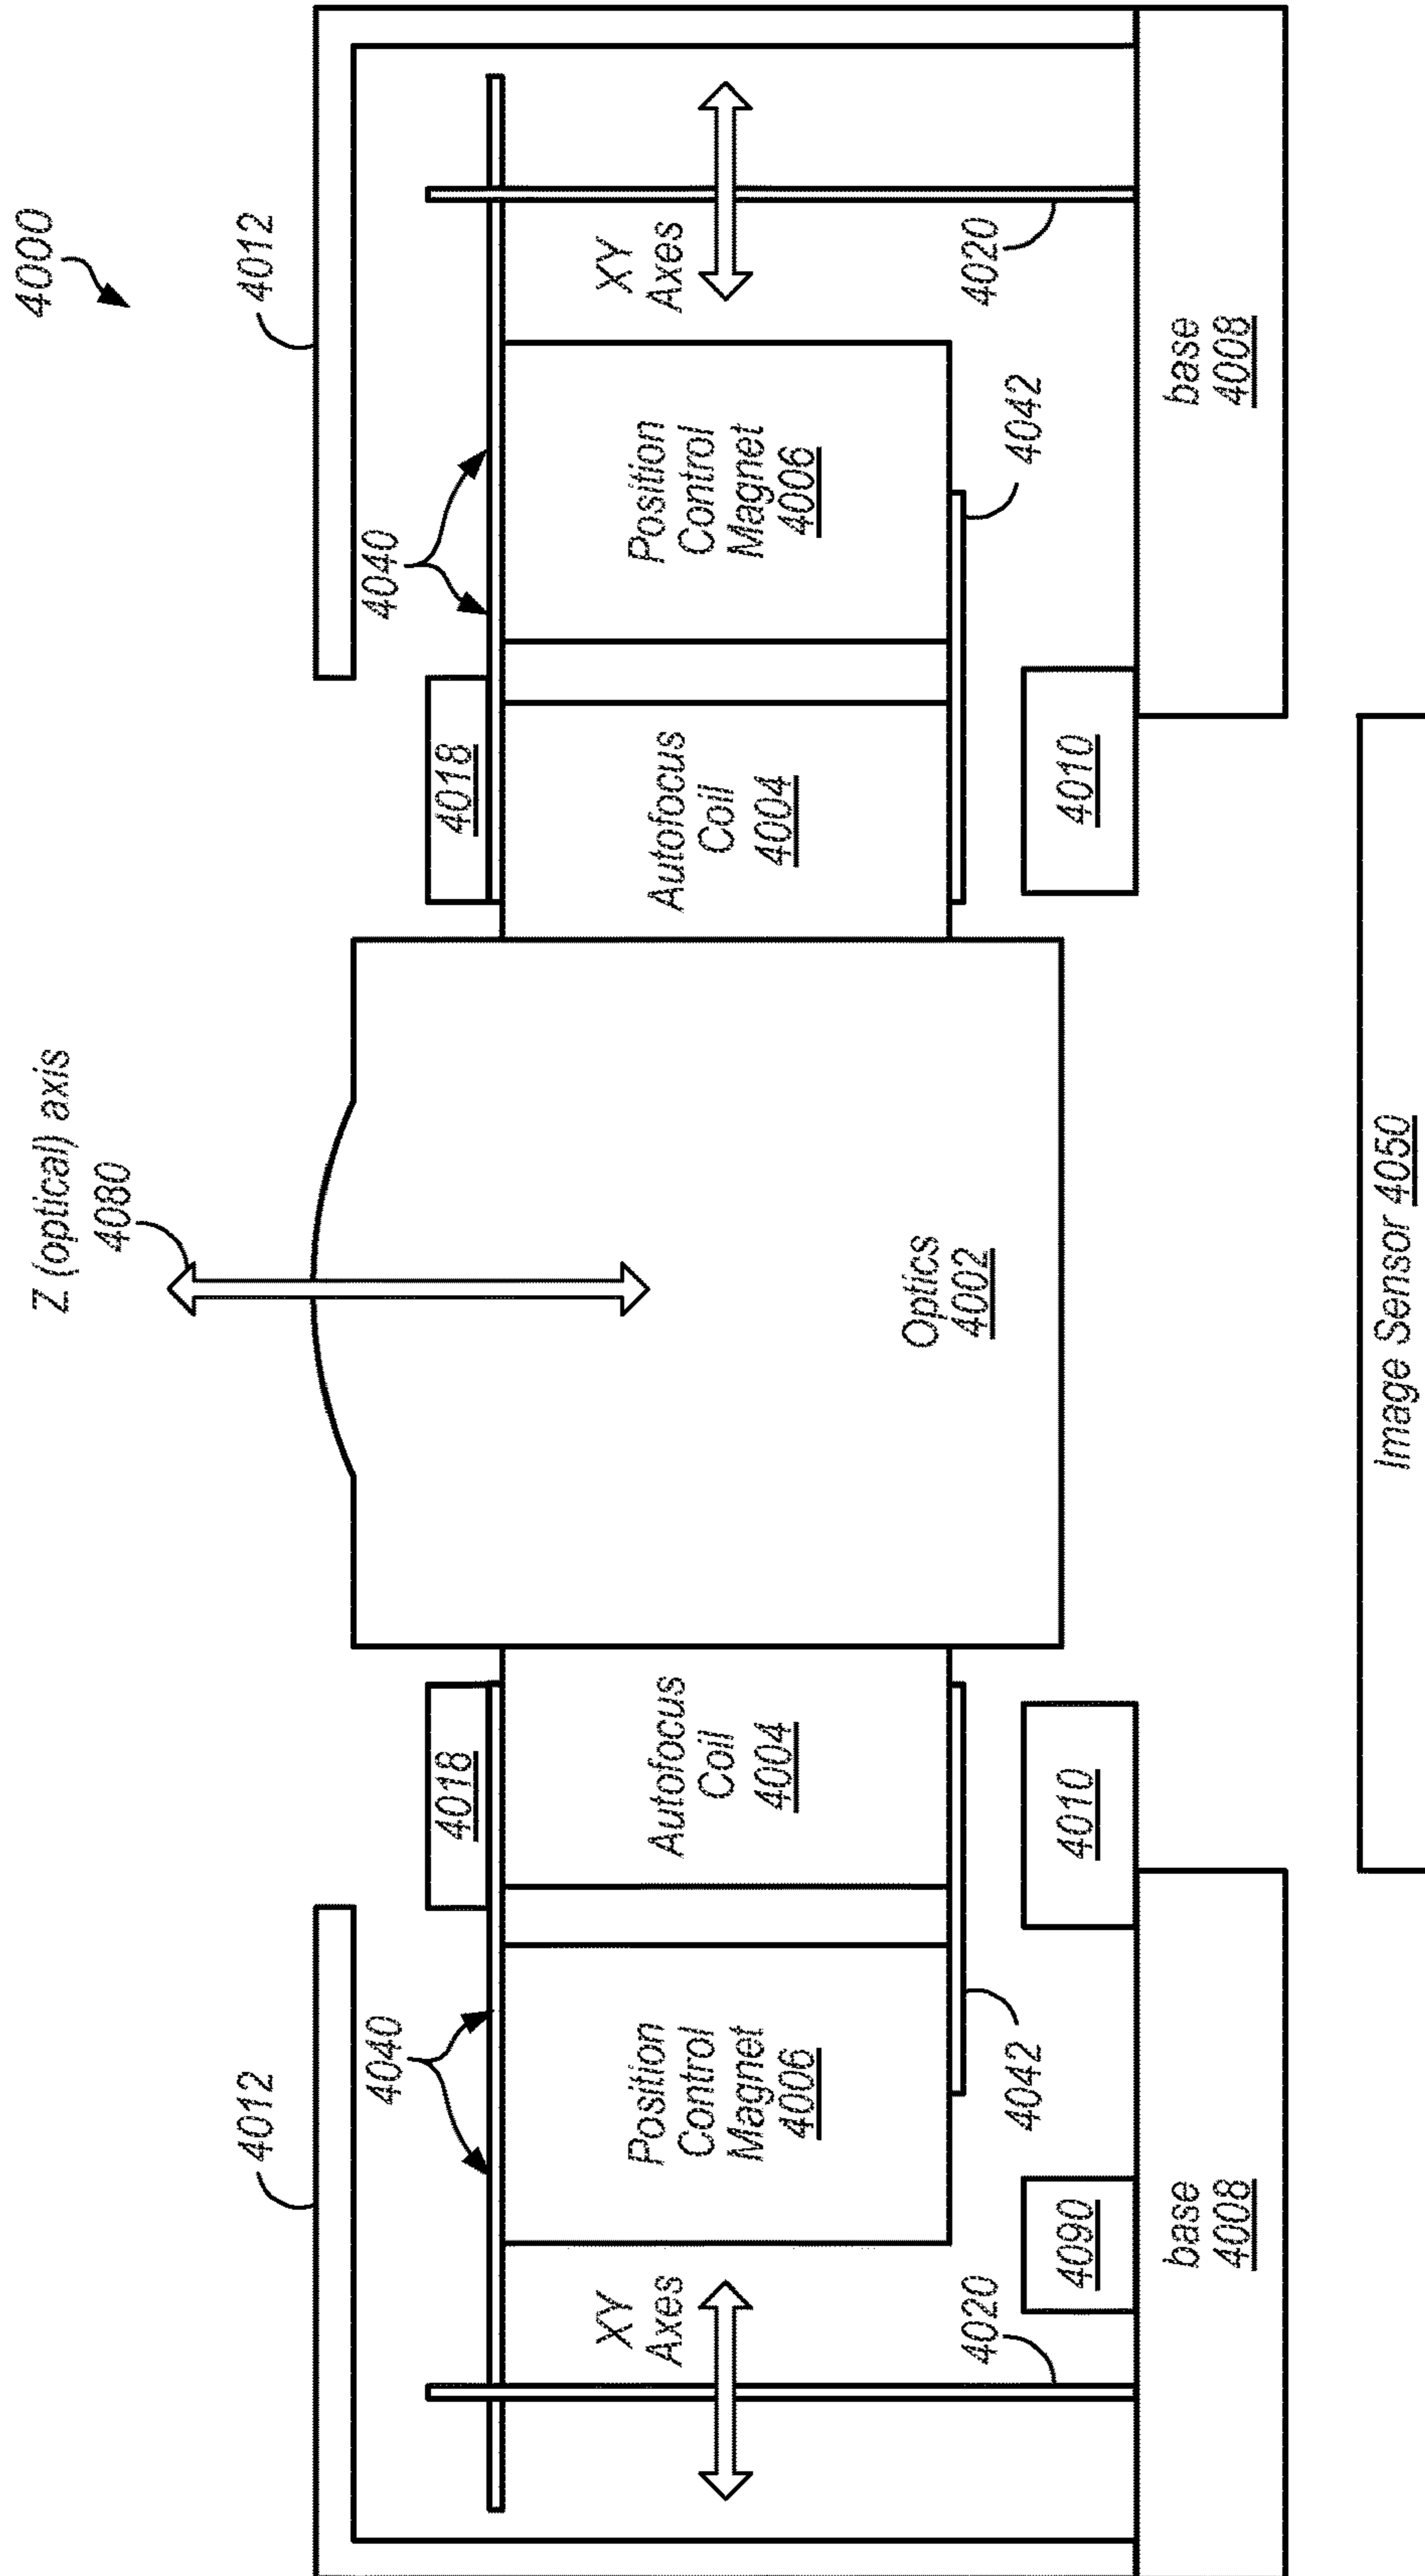 4000
Z (optical) axis
4080
4012
4012
4040
4040
4018
4018
XY
Axes
Position
Control
Magnet
4006
Autofocus
Coil
4004
Optics
4002
Autofocus
Coil
4004
Position
Control
Magnet
4006
XY
Axes
4020
4090
4042
4010
4010
4042
4020
base
4008
base
4008
Image Sensor 4050